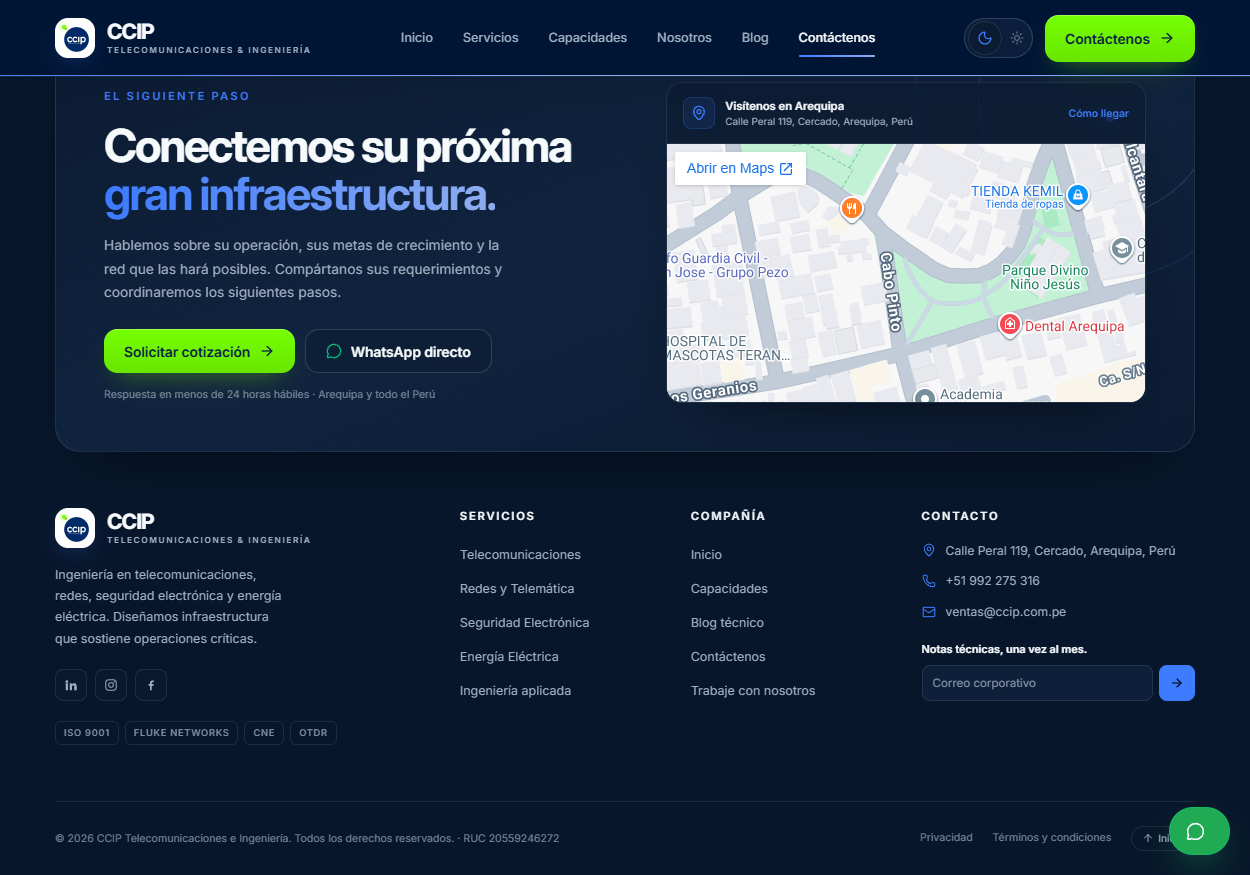 CCIP
TELECOMUNICACIONES & INGENIERÍA
Inicio
Servicios
Capacidades
Nosotros
Blog
Contáctenos
Contáctenos
EL SIGUIENTE PASO
Conectemos su próxima
gran infraestructura.
Hablemos sobre su operación, sus metas de crecimiento y la
red que las hará posibles. Compártanos sus requerimientos y
coordinaremos los siguientes pasos.
Solicitar cotización
WhatsApp directo
Respuesta en menos de 24 horas hábiles · Arequipa y todo el Perú
Visítenos en Arequipa
Calle Peral 119, Cercado, Arequipa, Perú
Cómo llegar
Abrir en Maps
TIENDA KEMIL
Tienda de ropas
fo Guardia Civil -
n Jose - Grupo Pezo
Cabo Pinto
Parque Divino
Niño Jesús
Dental Arequipa
HOSPITAL DE
MASCOTAS TERAN...
os Geranios
Ca. S/N
Academia
CCIP
TELECOMUNICACIONES & INGENIERÍA
Ingeniería en telecomunicaciones,
redes, seguridad electrónica y energía
eléctrica. Diseñamos infraestructura
que sostiene operaciones críticas.
ISO 9001
FLUKE NETWORKS
CNE
OTDR
SERVICIOS
Telecomunicaciones
Redes y Telemática
Seguridad Electrónica
Energía Eléctrica
Ingeniería aplicada
COMPAÑÍA
Inicio
Capacidades
Blog técnico
Contáctenos
Trabaje con nosotros
CONTACTO
Calle Peral 119, Cercado, Arequipa, Perú
+51 992 275 316
ventas@ccip.com.pe
Notas técnicas, una vez al mes.
Correo corporativo
© 2026 CCIP Telecomunicaciones e Ingeniería. Todos los derechos reservados. · RUC 20559246272
Privacidad
Términos y condiciones